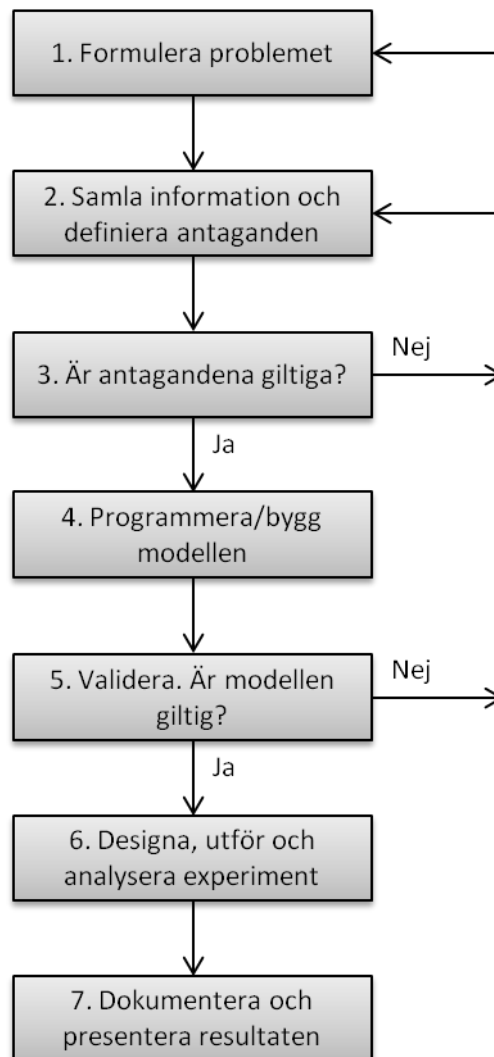 1. Formulera problemet
2. Samla information och
definiera antaganden
3. Är antagandena giltiga?
Nej
Ja
4. Programmera/bygg
modellen
5. Validera. Är modellen
giltig?
Nej
Ja
6. Designa, utför och
analysera experiment
7. Dokumentera och
presentera resultaten